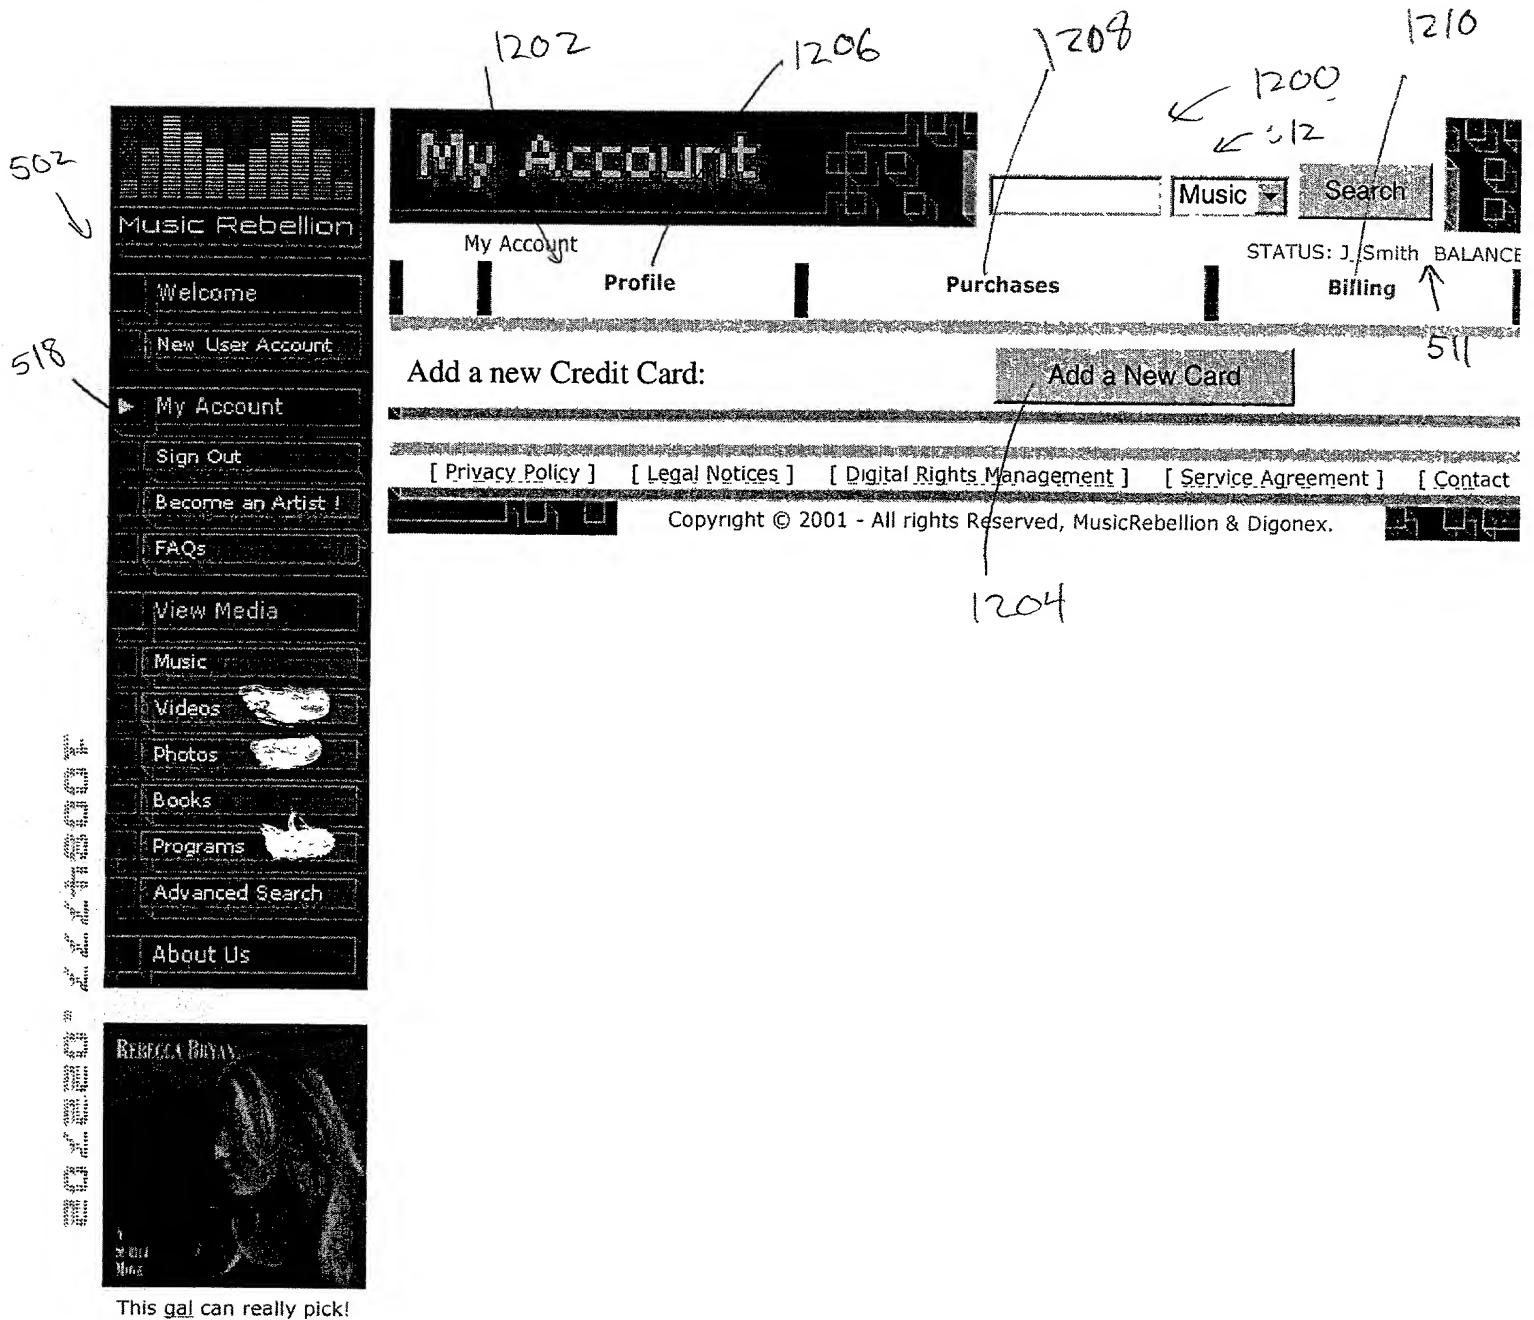 1202
1206
1208
1210
1200
512
502
Music Rebellion
My Account
Music
Search
My Account
STATUS: J. Smith BALANCE
Profile
Purchases
Billing
511
Welcome
New User Account
518
My Account
Add a new Credit Card:
Add a New Card
Sign Out
[ Privacy Policy ] [ Legal Notices ] [ Digital Rights Management ] [ Service Agreement ] [ Contact
Become an Artist !
Copyright © 2001 - All rights Reserved, MusicRebellion & Digonex.
FAQs
1204
View Media
Music
Videos
Photos
Books
Programs
Advanced Search
About Us
REBECCA BRYAN
This gal can really pick!